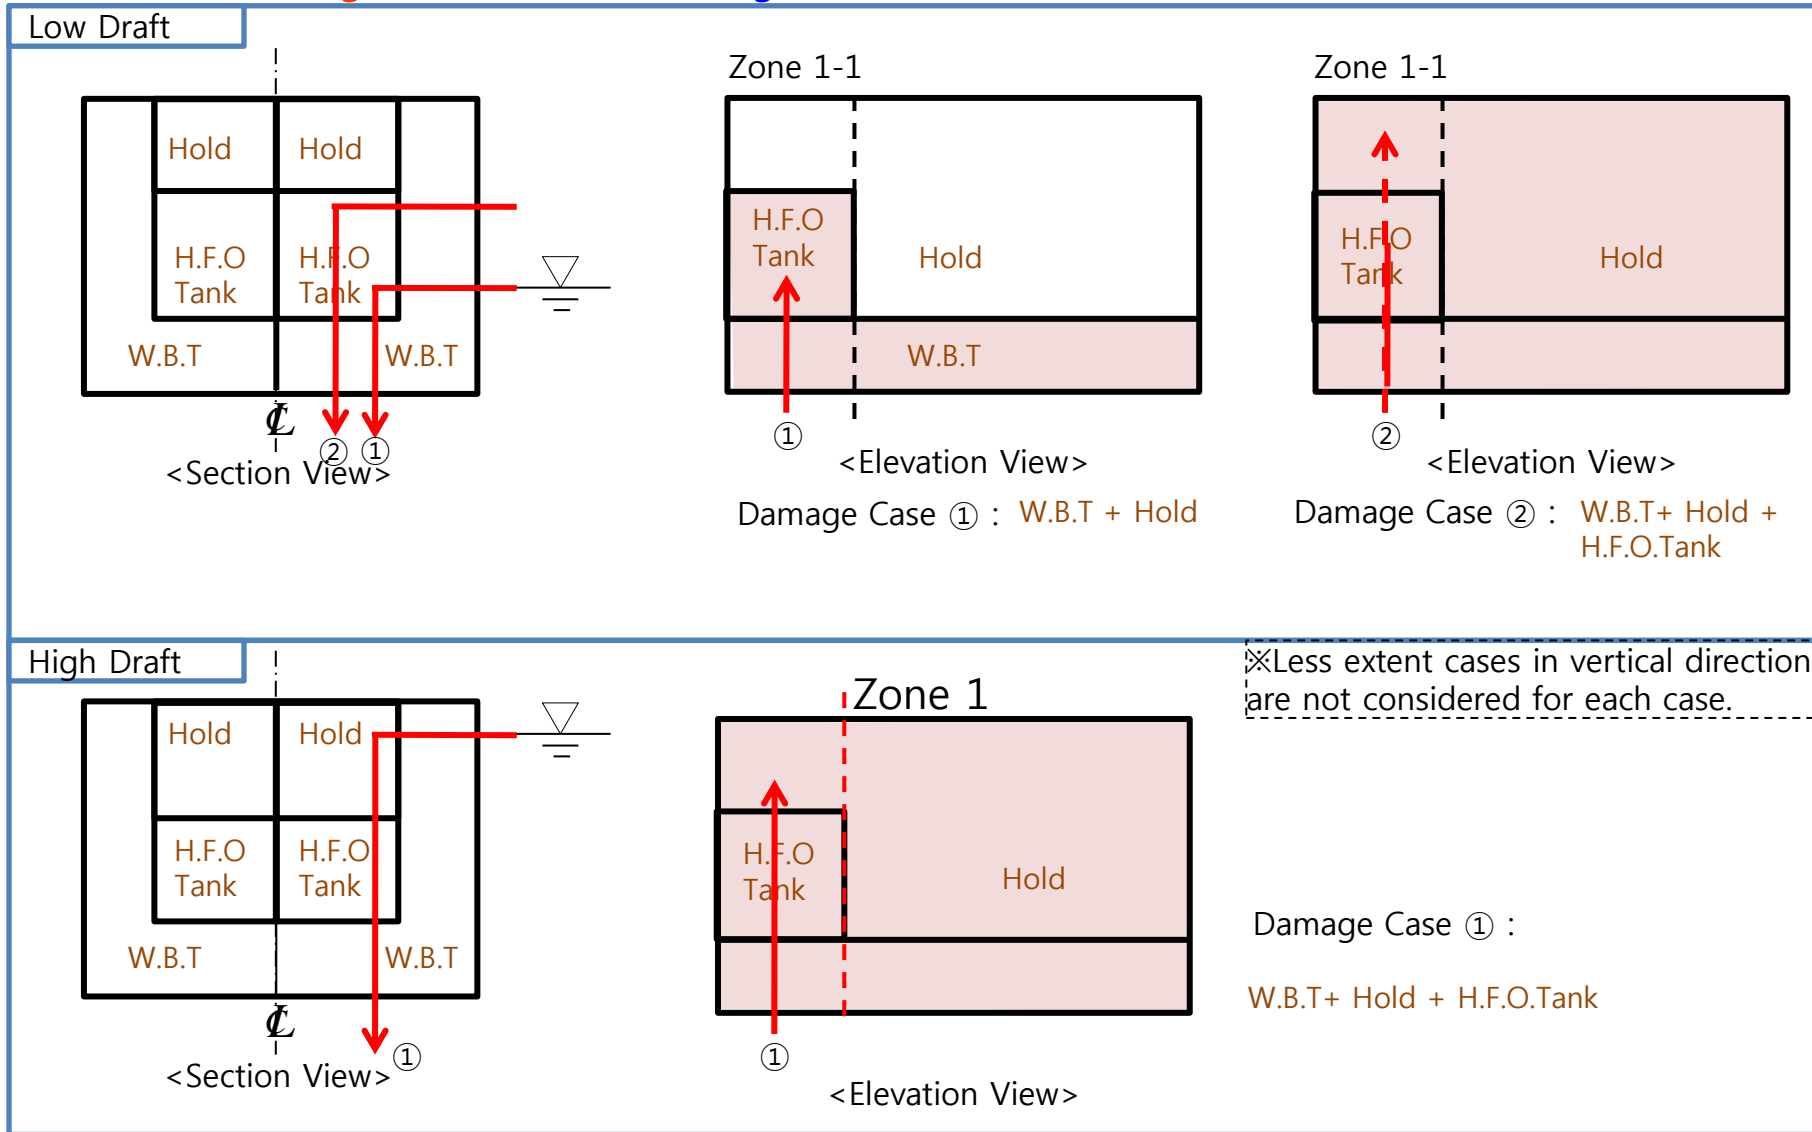 Low Draft
Zone 1-1
Zone 1-1
Hold
Hold
H.F.O
Tank
H.F.O
Tank
W.B.T
W.B.T
℄
②
①
<Section View>
H.F.O
Tank
Hold
W.B.T
①
<Elevation View>
Damage Case ① : W.B.T + Hold
H.F.O
Tank
Hold
②
<Elevation View>
Damage Case ② : W.B.T+ Hold +
H.F.O.Tank
High Draft
※Less extent cases in vertical direction
are not considered for each case.
Hold
Hold
H.F.O
Tank
H.F.O
Tank
W.B.T
W.B.T
℄
①
<Section View>
Zone 1
H.F.O
Tank
Hold
①
<Elevation View>
Damage Case ① :
W.B.T+ Hold + H.F.O.Tank